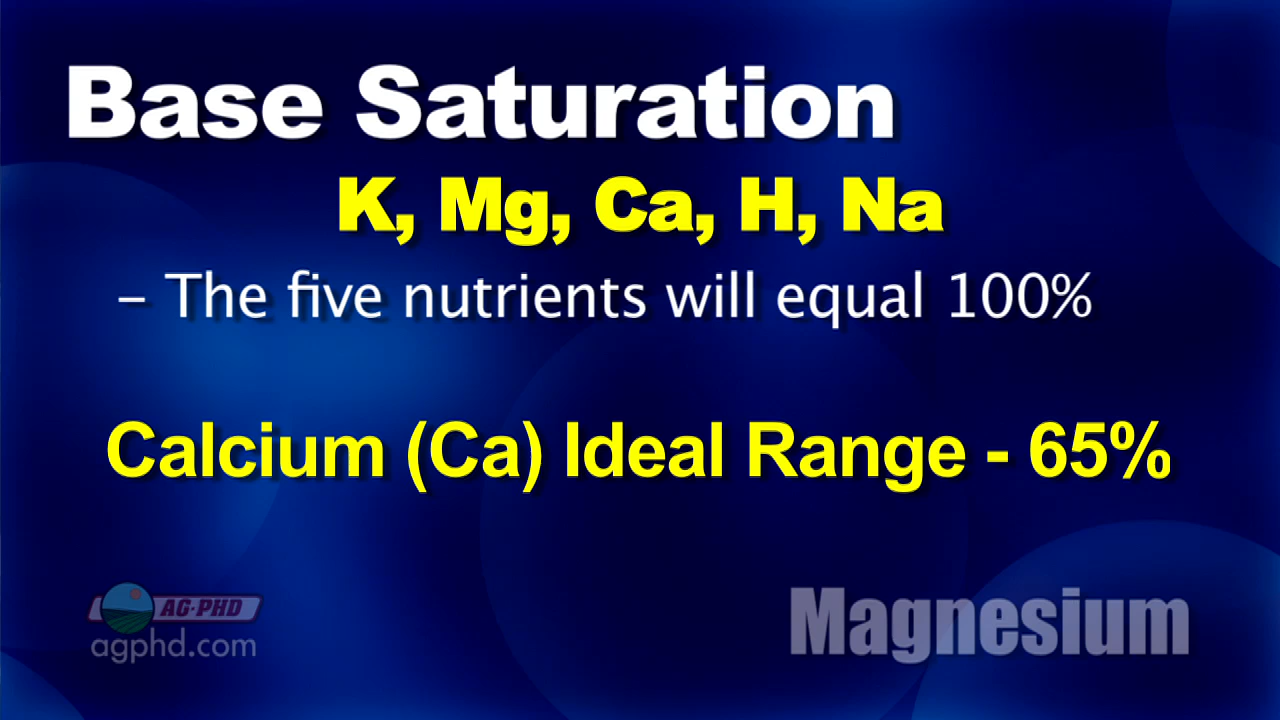 Base Saturation
K, Mg, Ca, H, Na
– The five nutrients will equal 100%
Calcium (Ca) Ideal Range - 65%
AG·PHD
agphd.com
Magnesium